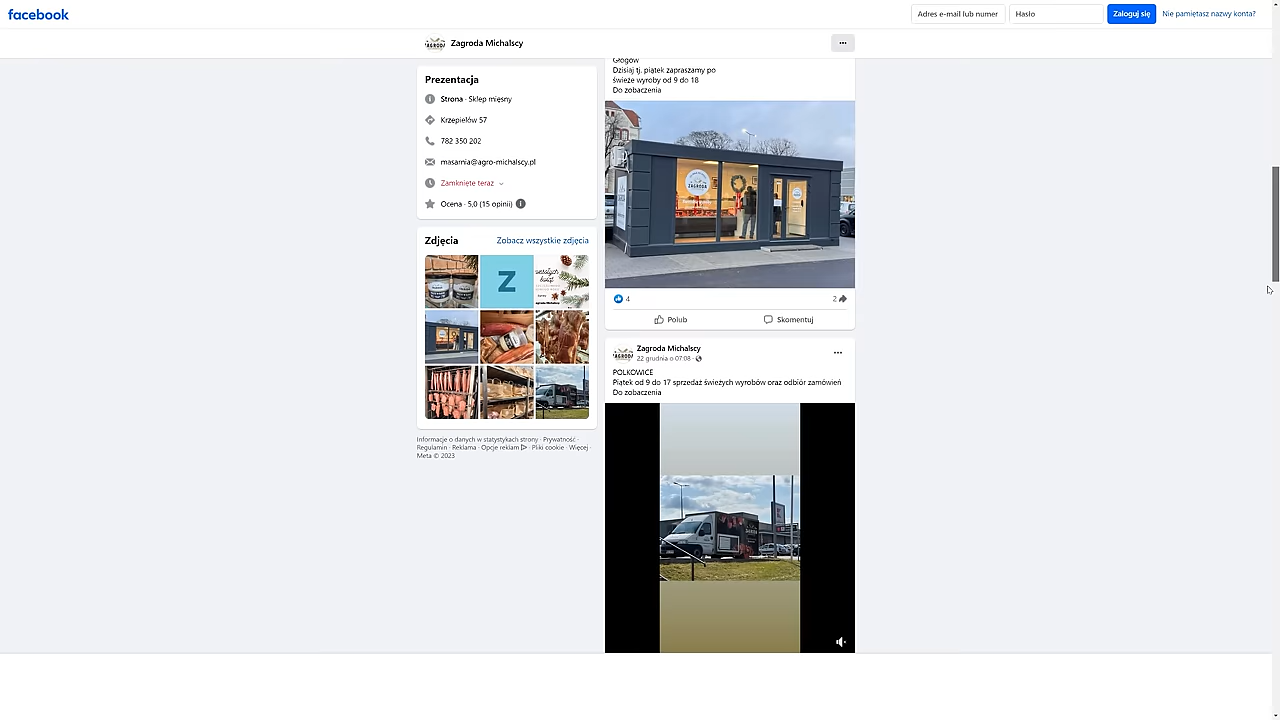 facebook
Adres e-mail lub numer
Hasło
Zaloguj się
Nie pamiętasz nazwy konta?
Zagroda Michalscy
Prezentacja
Strona · Sklep mięsny
Krzepielów 57
782 350 202
masarnia@agro-michalscy.pl
Zamknięte teraz
Ocena · 5,0 (15 opinii)
Zdjęcia
Zobacz wszystkie zdjęcia
Z
Informacje o danych w statystykach strony · Prywatność ·
Regulamin · Reklama · Opcje reklam · Pliki cookie · Więcej ·
Meta © 2023
Głogów
Dzisiaj tj. piątek zapraszamy po
świeże wyroby od 9 do 18
Do zobaczenia
ZAGRODA
4
2
Polub
Skomentuj
Zagroda Michalscy
22 grudnia o 07:08 ·
POLKOWICE
Piątek od 9 do 17 sprzedaż świeżych wyrobów oraz odbiór zamówień
Do zobaczenia